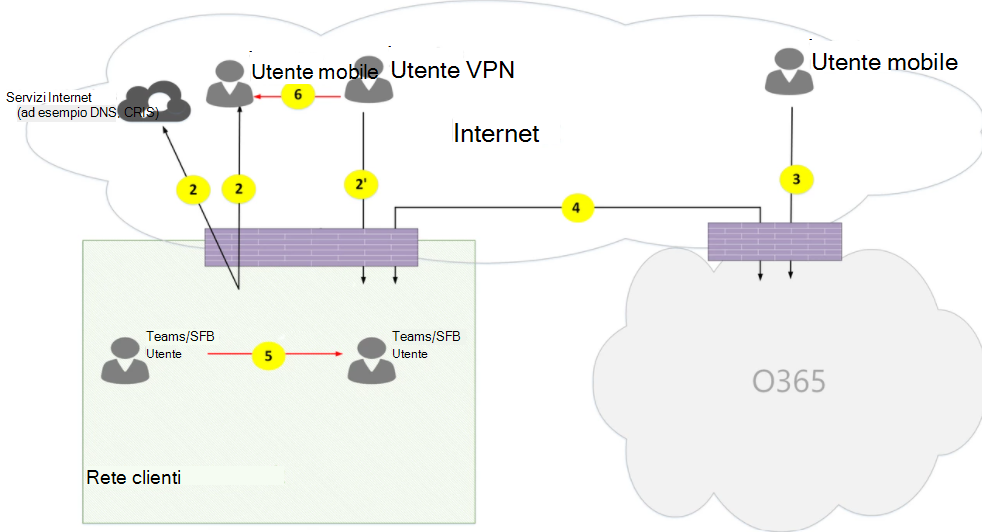 Utente mobile
Utente VPN
Utente mobile
Servizi Internet
(ad esempio DNS, CRIS)
6
Internet
2
2
2'
3
4
Teams/SFB
Utente
5
Teams/SFB
Utente
O365
Rete clienti